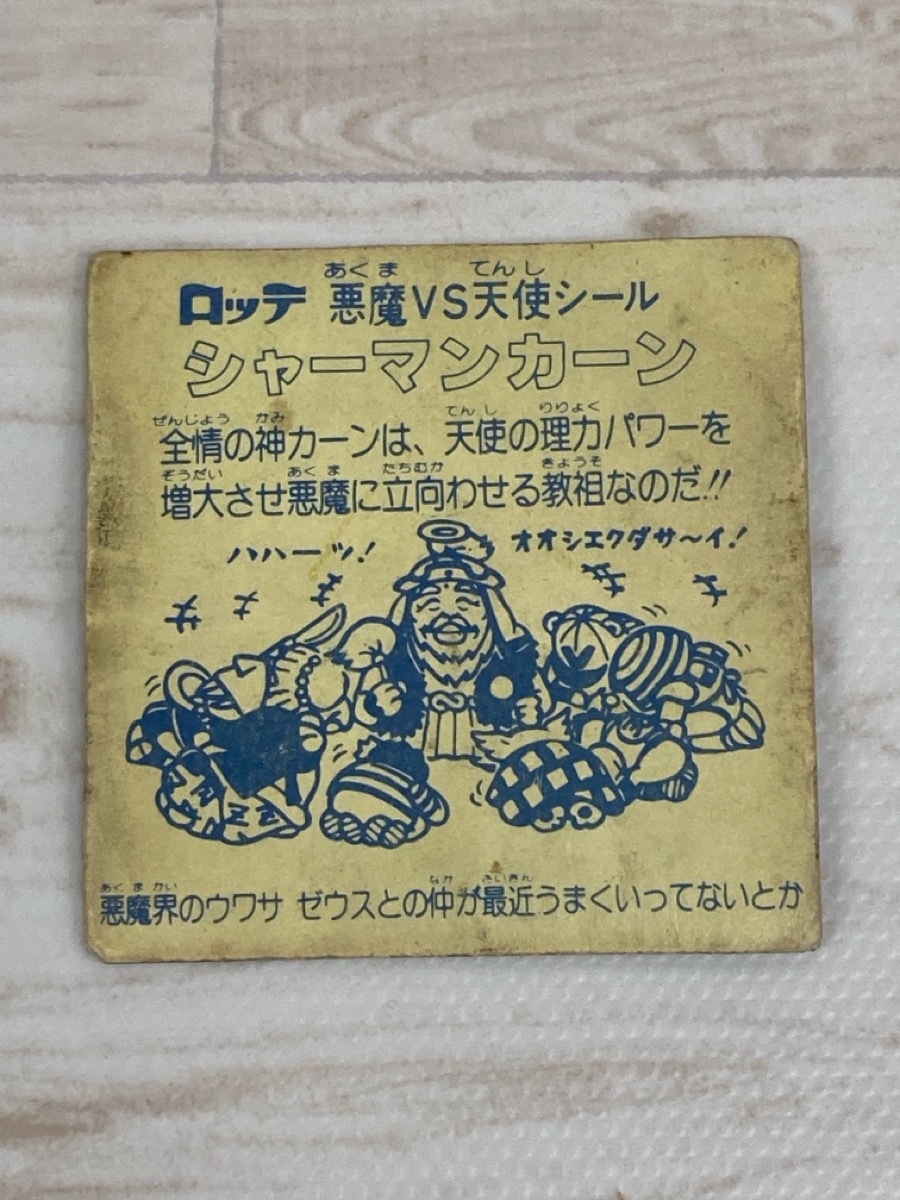 ロッテ 悪魔VS天使シール
あくま てんし
シャーマンカーン
ぜんじょう かみ てんし りりょく
全情の神カーンは、天使の理力パワーを
ぞうだい あくま たちむか きょうそ
増大させ悪魔に立向わせる教祖なのだ!!
ハハーッ! オオシエクダサ〜イ!
あくまかい なか さいきん
悪魔界のウワサ ゼウスとの仲が最近うまくいってないとか